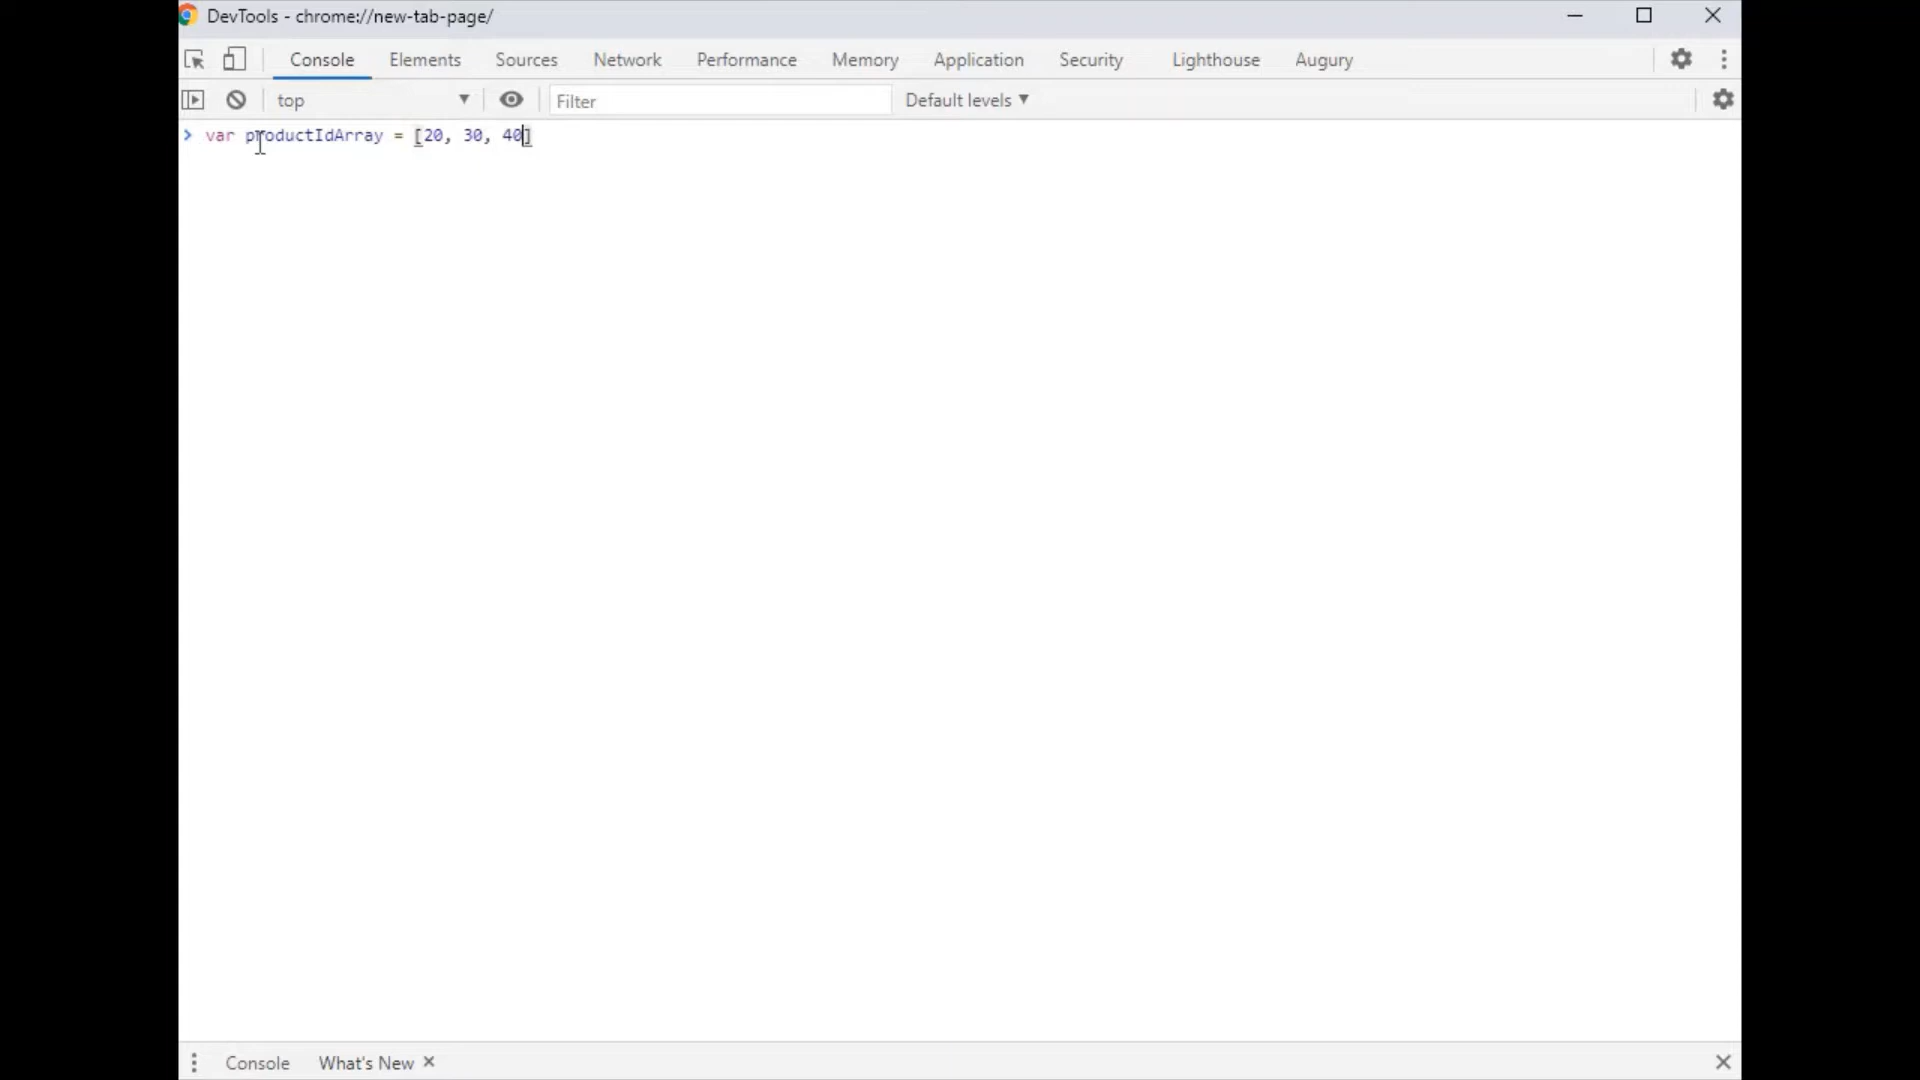 DevTools - chrome://new-tab-page/
Console Elements Sources Network Performance Memory Application Security Lighthouse Augury
top Filter Default levels
var productIdArray = [20, 30, 40]
Console What's New